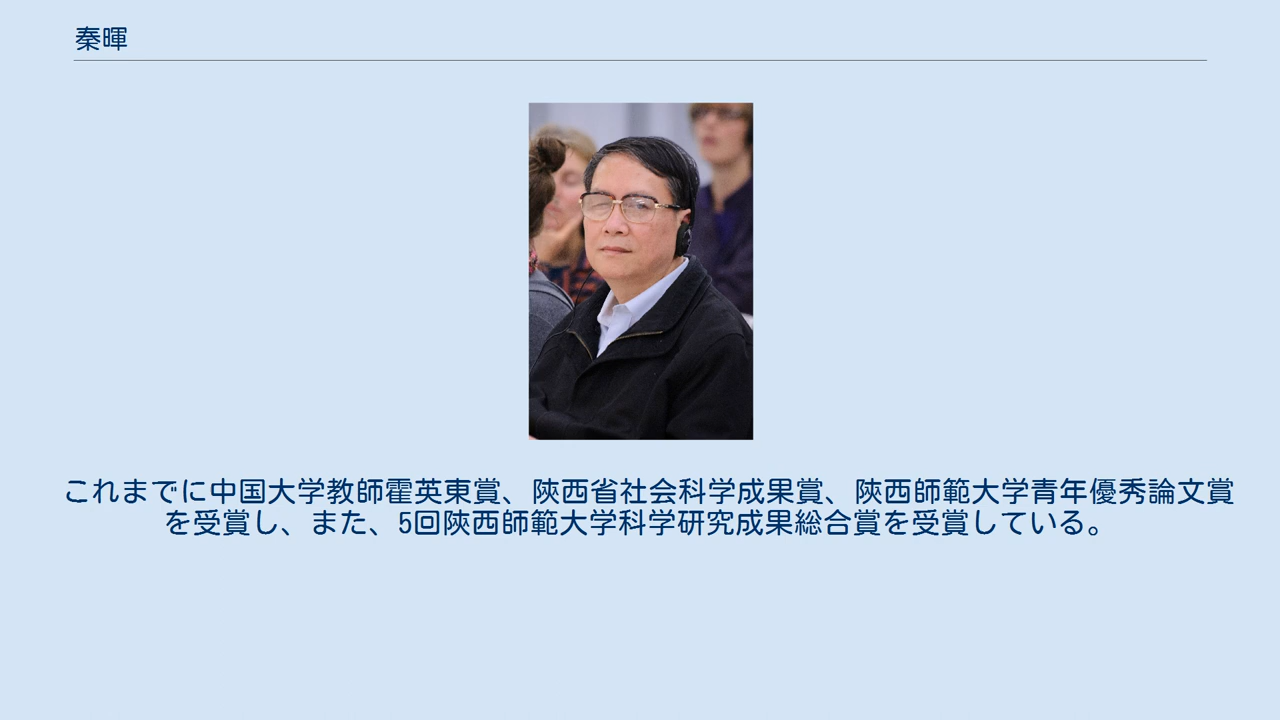 秦暉
これまでに中国大学教師霍英東賞、陝西省社会科学成果賞、陝西師範大学青年優秀論文賞
を受賞し、また、5回陝西師範大学科学研究成果総合賞を受賞している。